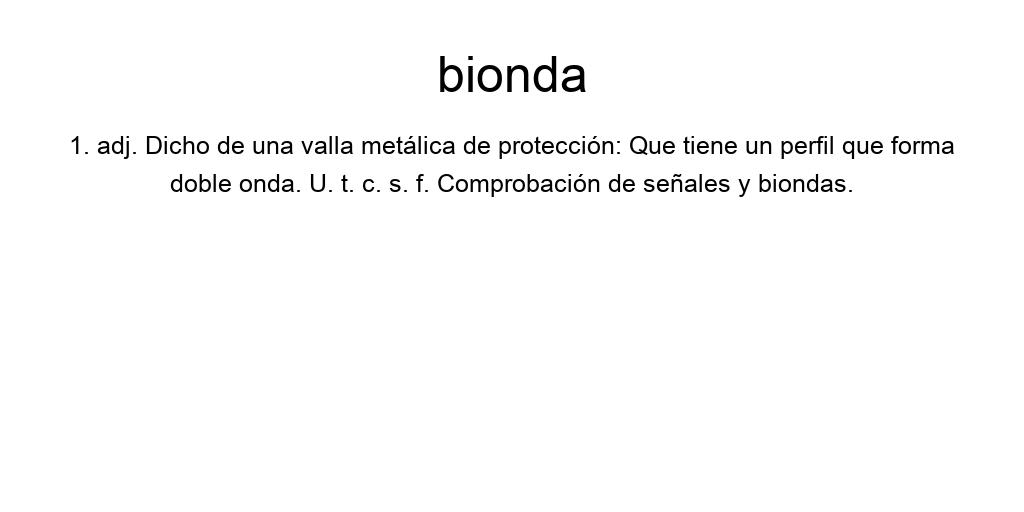 bionda
1. adj. Dicho de una valla metálica de protección: Que tiene un perfil que forma
doble onda. U. t. c. s. f. Comprobación de señales y biondas.